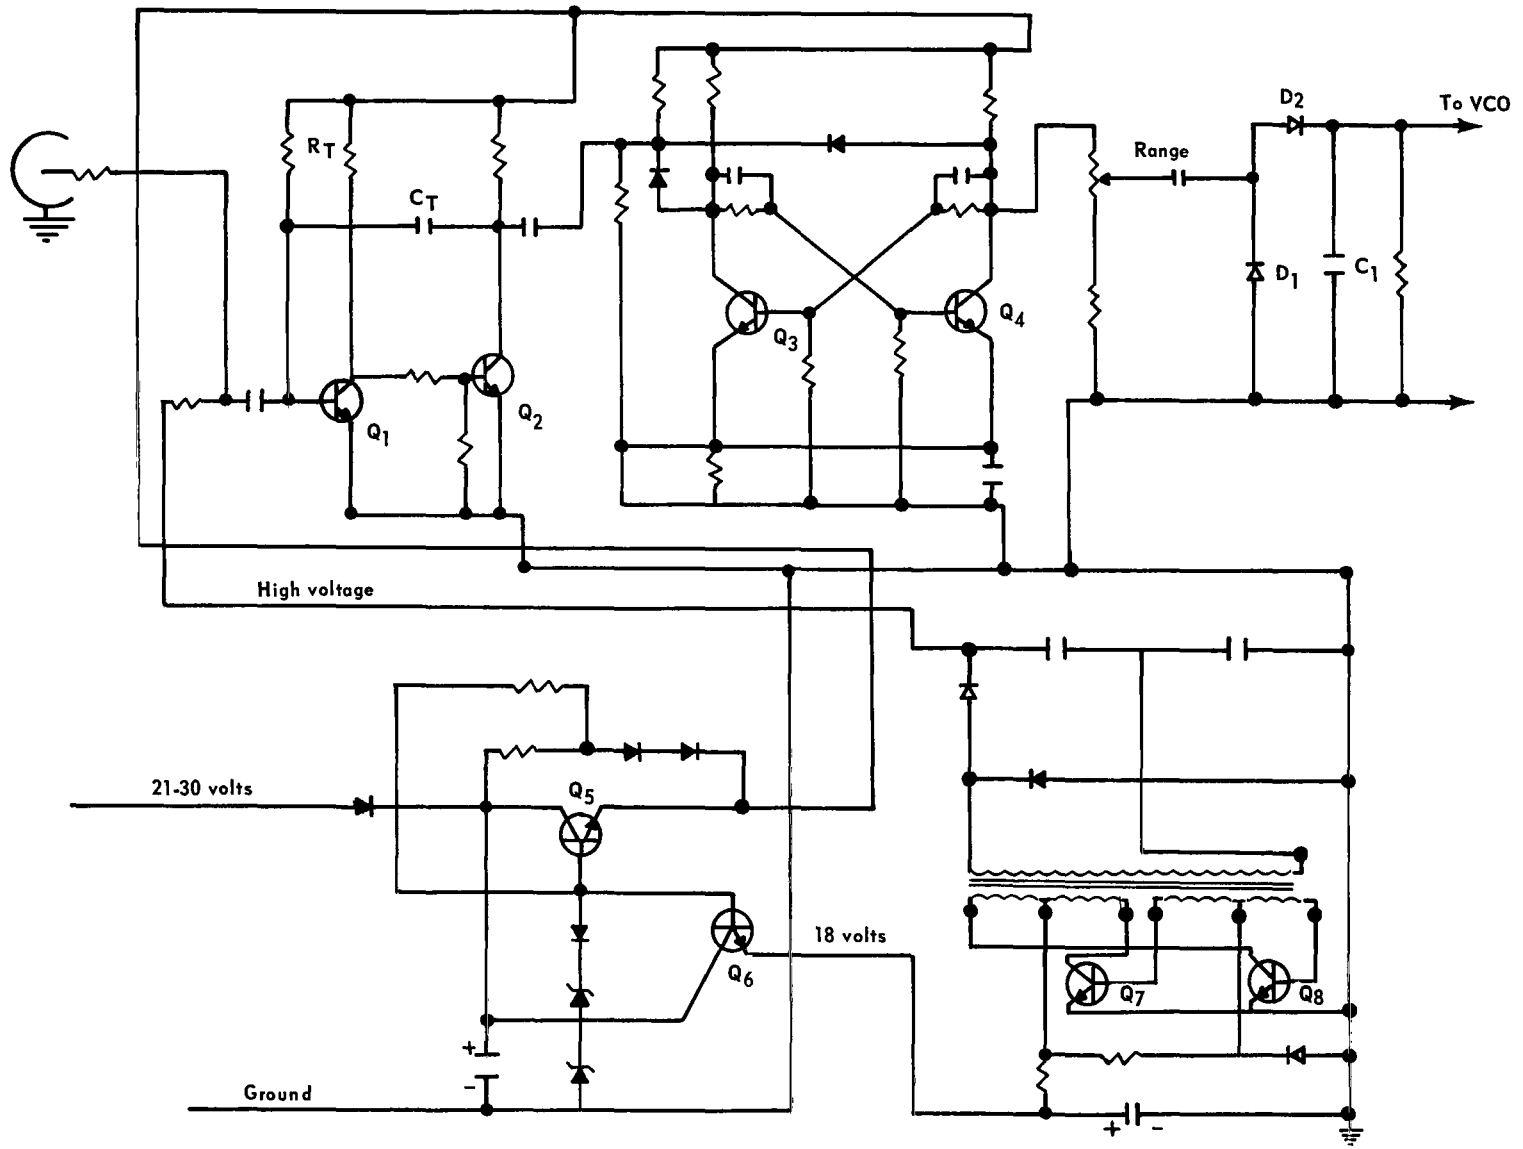 To VCO
D2
Range
RT
CT
D1
C1
Q3
Q4
Q2
Q1
High voltage
21-30 volts
Q5
18 volts
Q6
Q7
Q8
+
-
Ground
+ -